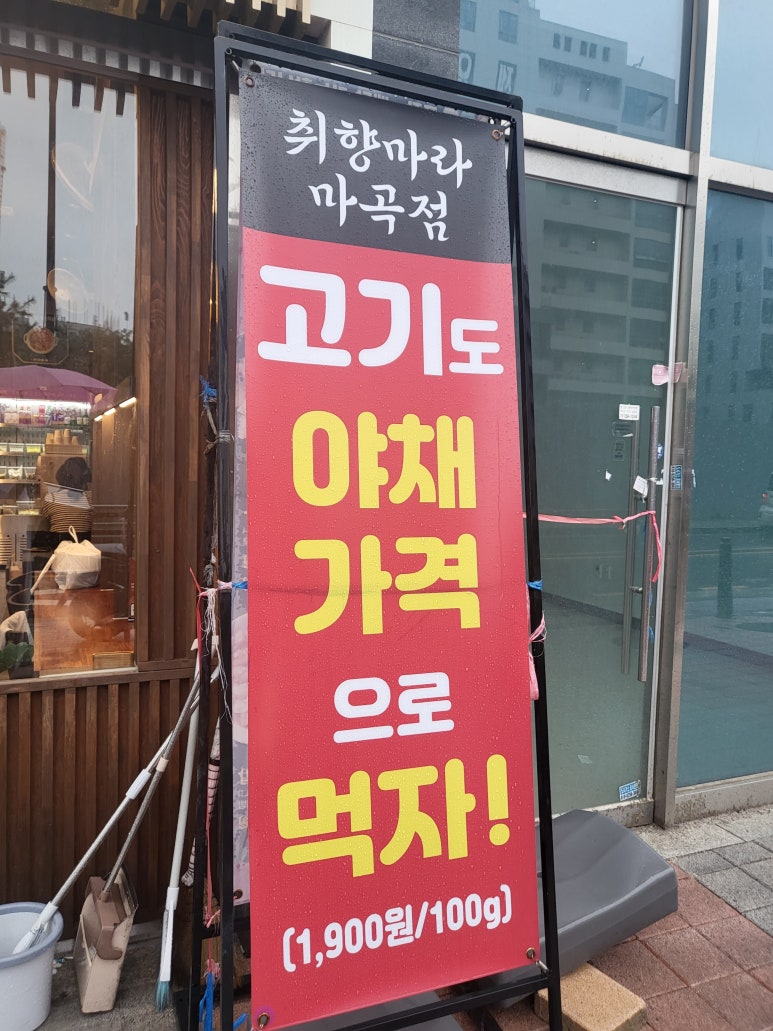 취향마라
마곡점
고기도
야채
가격
으로
먹자!
(1,900원/100g)